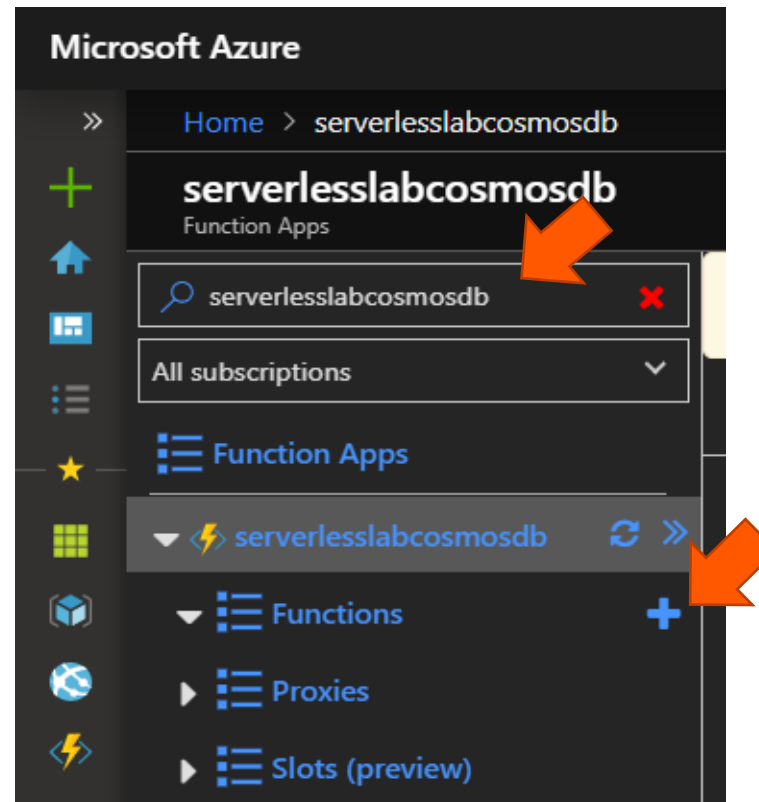 Microsoft Azure
Home > serverlesslabcosmosdb
serverlesslabcosmosdb
Function Apps
serverlesslabcosmosdb
All subscriptions
Function Apps
serverlesslabcosmosdb
Functions
Proxies
Slots (preview)